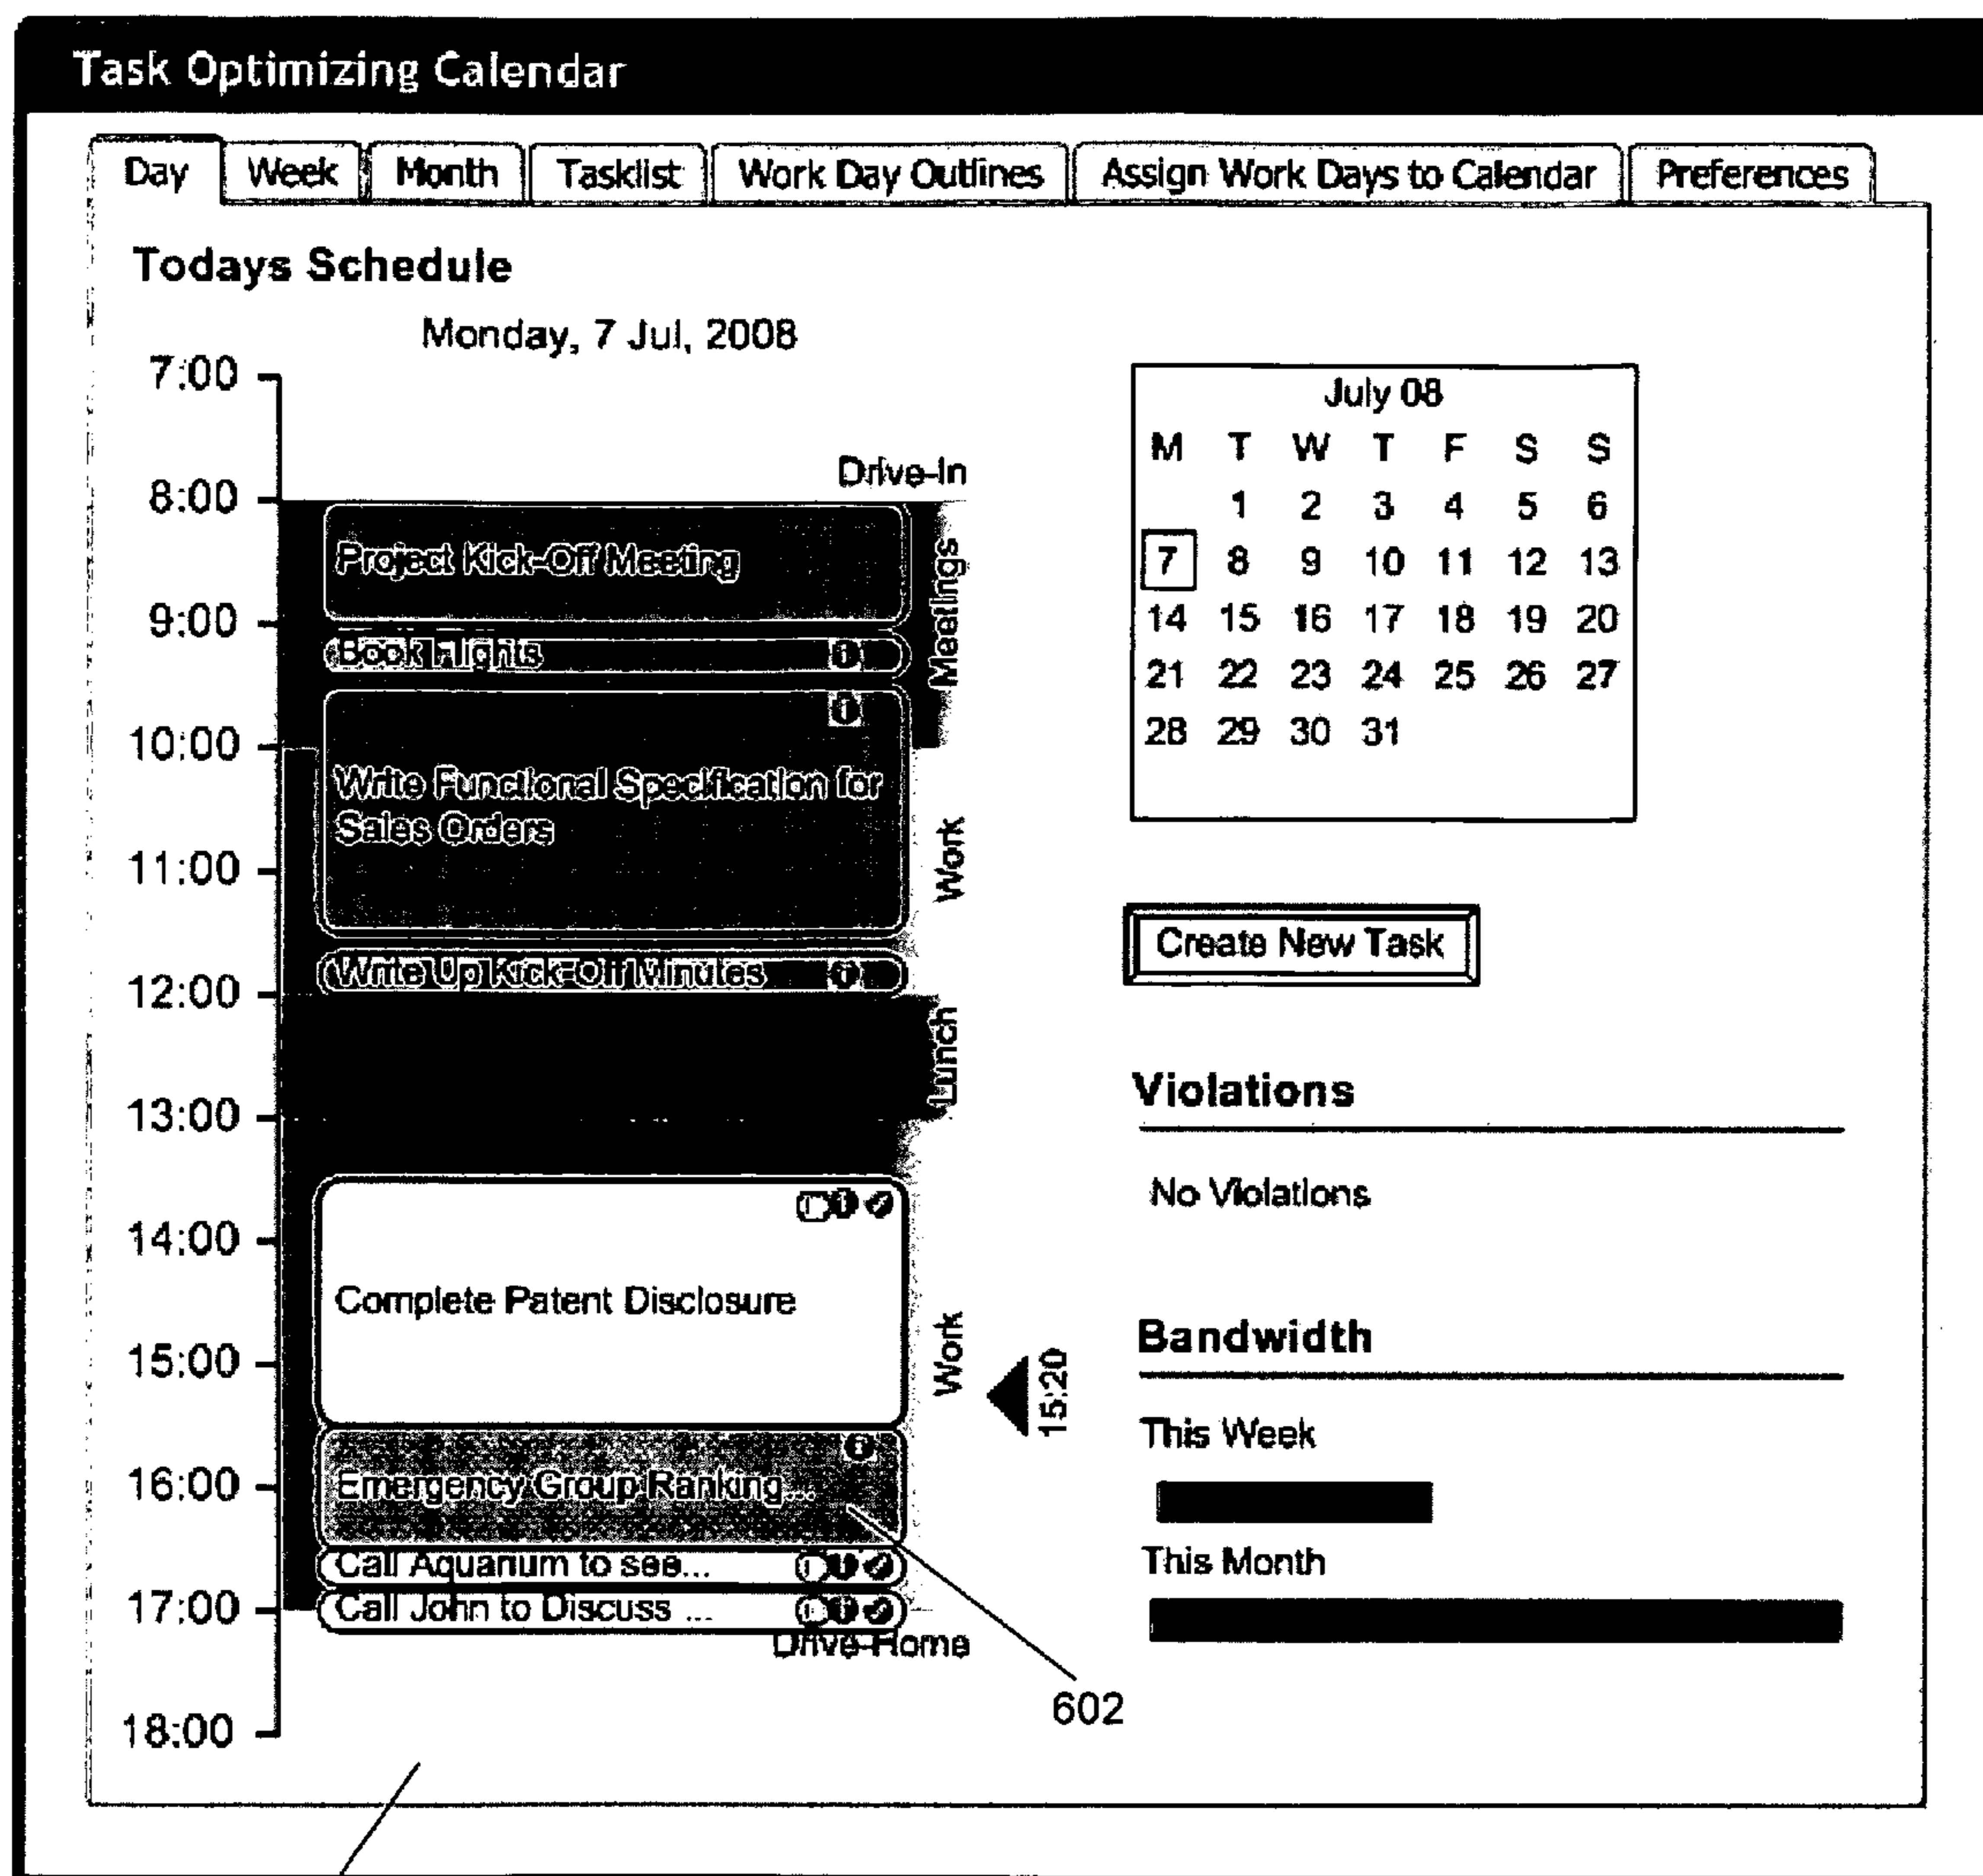 Task Optimizing Calendar
Day Week Month Tasklist Work Day Outlines Assign Work Days to Calendar Preferences
Todays Schedule
Monday, 7 Jul, 2008
7:00
Drive-In
8:00
Project Kick-Off Meeting
Meetings
9:00
Book Flights
10:00
Write Functional Specification for
Sales Orders
Work
11:00
Write Up Kick-Off Minutes
12:00
Lunch
13:00
14:00
Complete Patent Disclosure
Work
15:00
15:20
16:00
Emergency Group Ranking...
Call Aquarium to see...
17:00
Call John to Discuss ...
Drive-Home
602
18:00
July 08
M T W T F S S
1 2 3 4 5 6
7 8 9 10 11 12 13
14 15 16 17 18 19 20
21 22 23 24 25 26 27
28 29 30 31
Create New Task
Violations
No Violations
Bandwidth
This Week
This Month